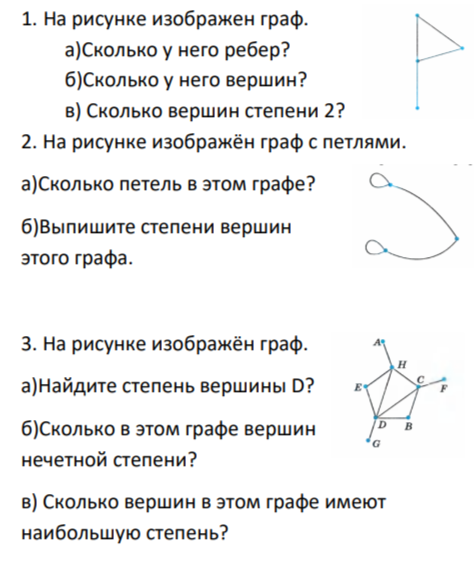 1. На рисунке изображен граф.
а)Сколько у него ребер?
б)Сколько у него вершин?
в) Сколько вершин степени 2?
2. На рисунке изображён граф с петлями.
а)Сколько петель в этом графе?
б)Выпишите степени вершин
этого графа.
3. На рисунке изображён граф.
а)Найдите степень вершины D?
б)Сколько в этом графе вершин
нечетной степени?
в) Сколько вершин в этом графе имеют
наибольшую степень?
A
H
C
E
F
D
B
G